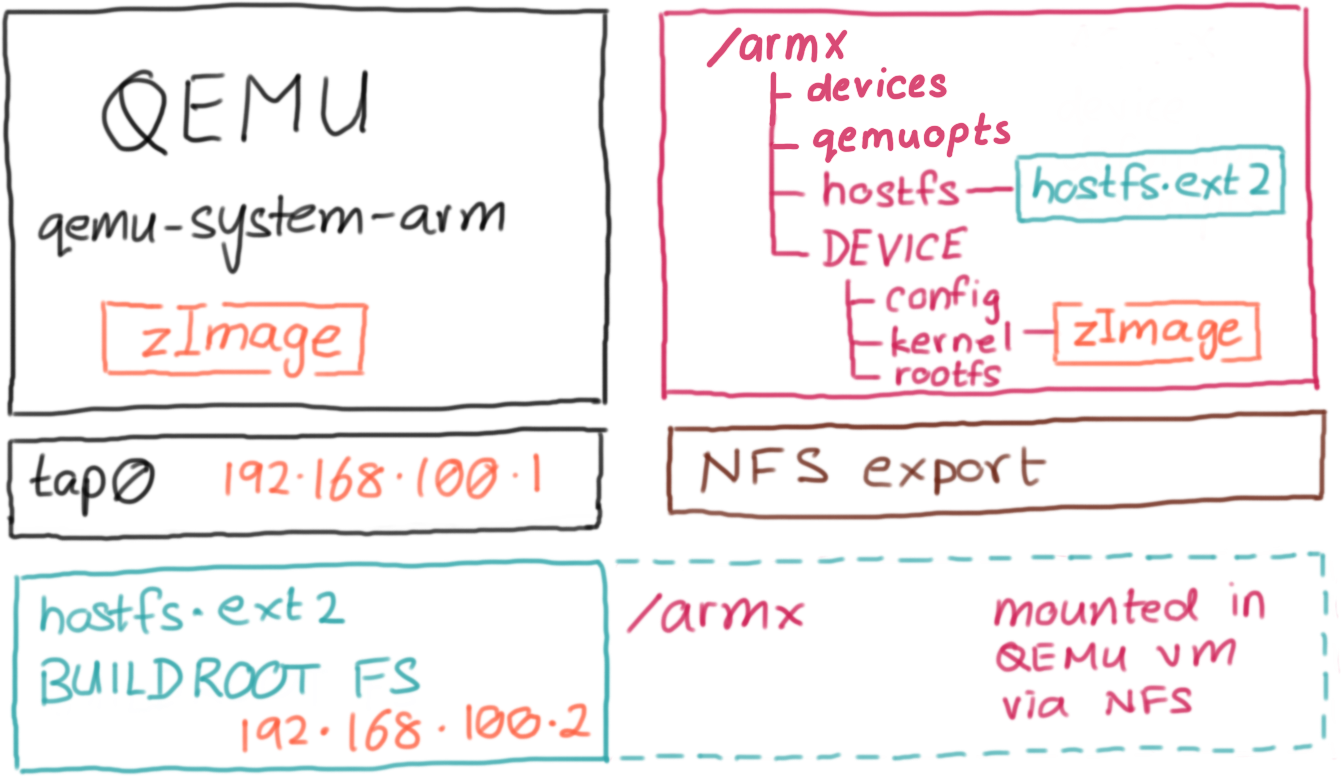 QEMU
qemu-system-arm
zImage
/armx
devices
qemuopts
hostfs hostfs.ext2
DEVICE
config
kernel zImage
rootfs
tap0 192.168.100.1
NFS export
hostfs.ext2
BUILDROOT FS
192.168.100.2
/armx
mounted in
QEMU vm
via NFS